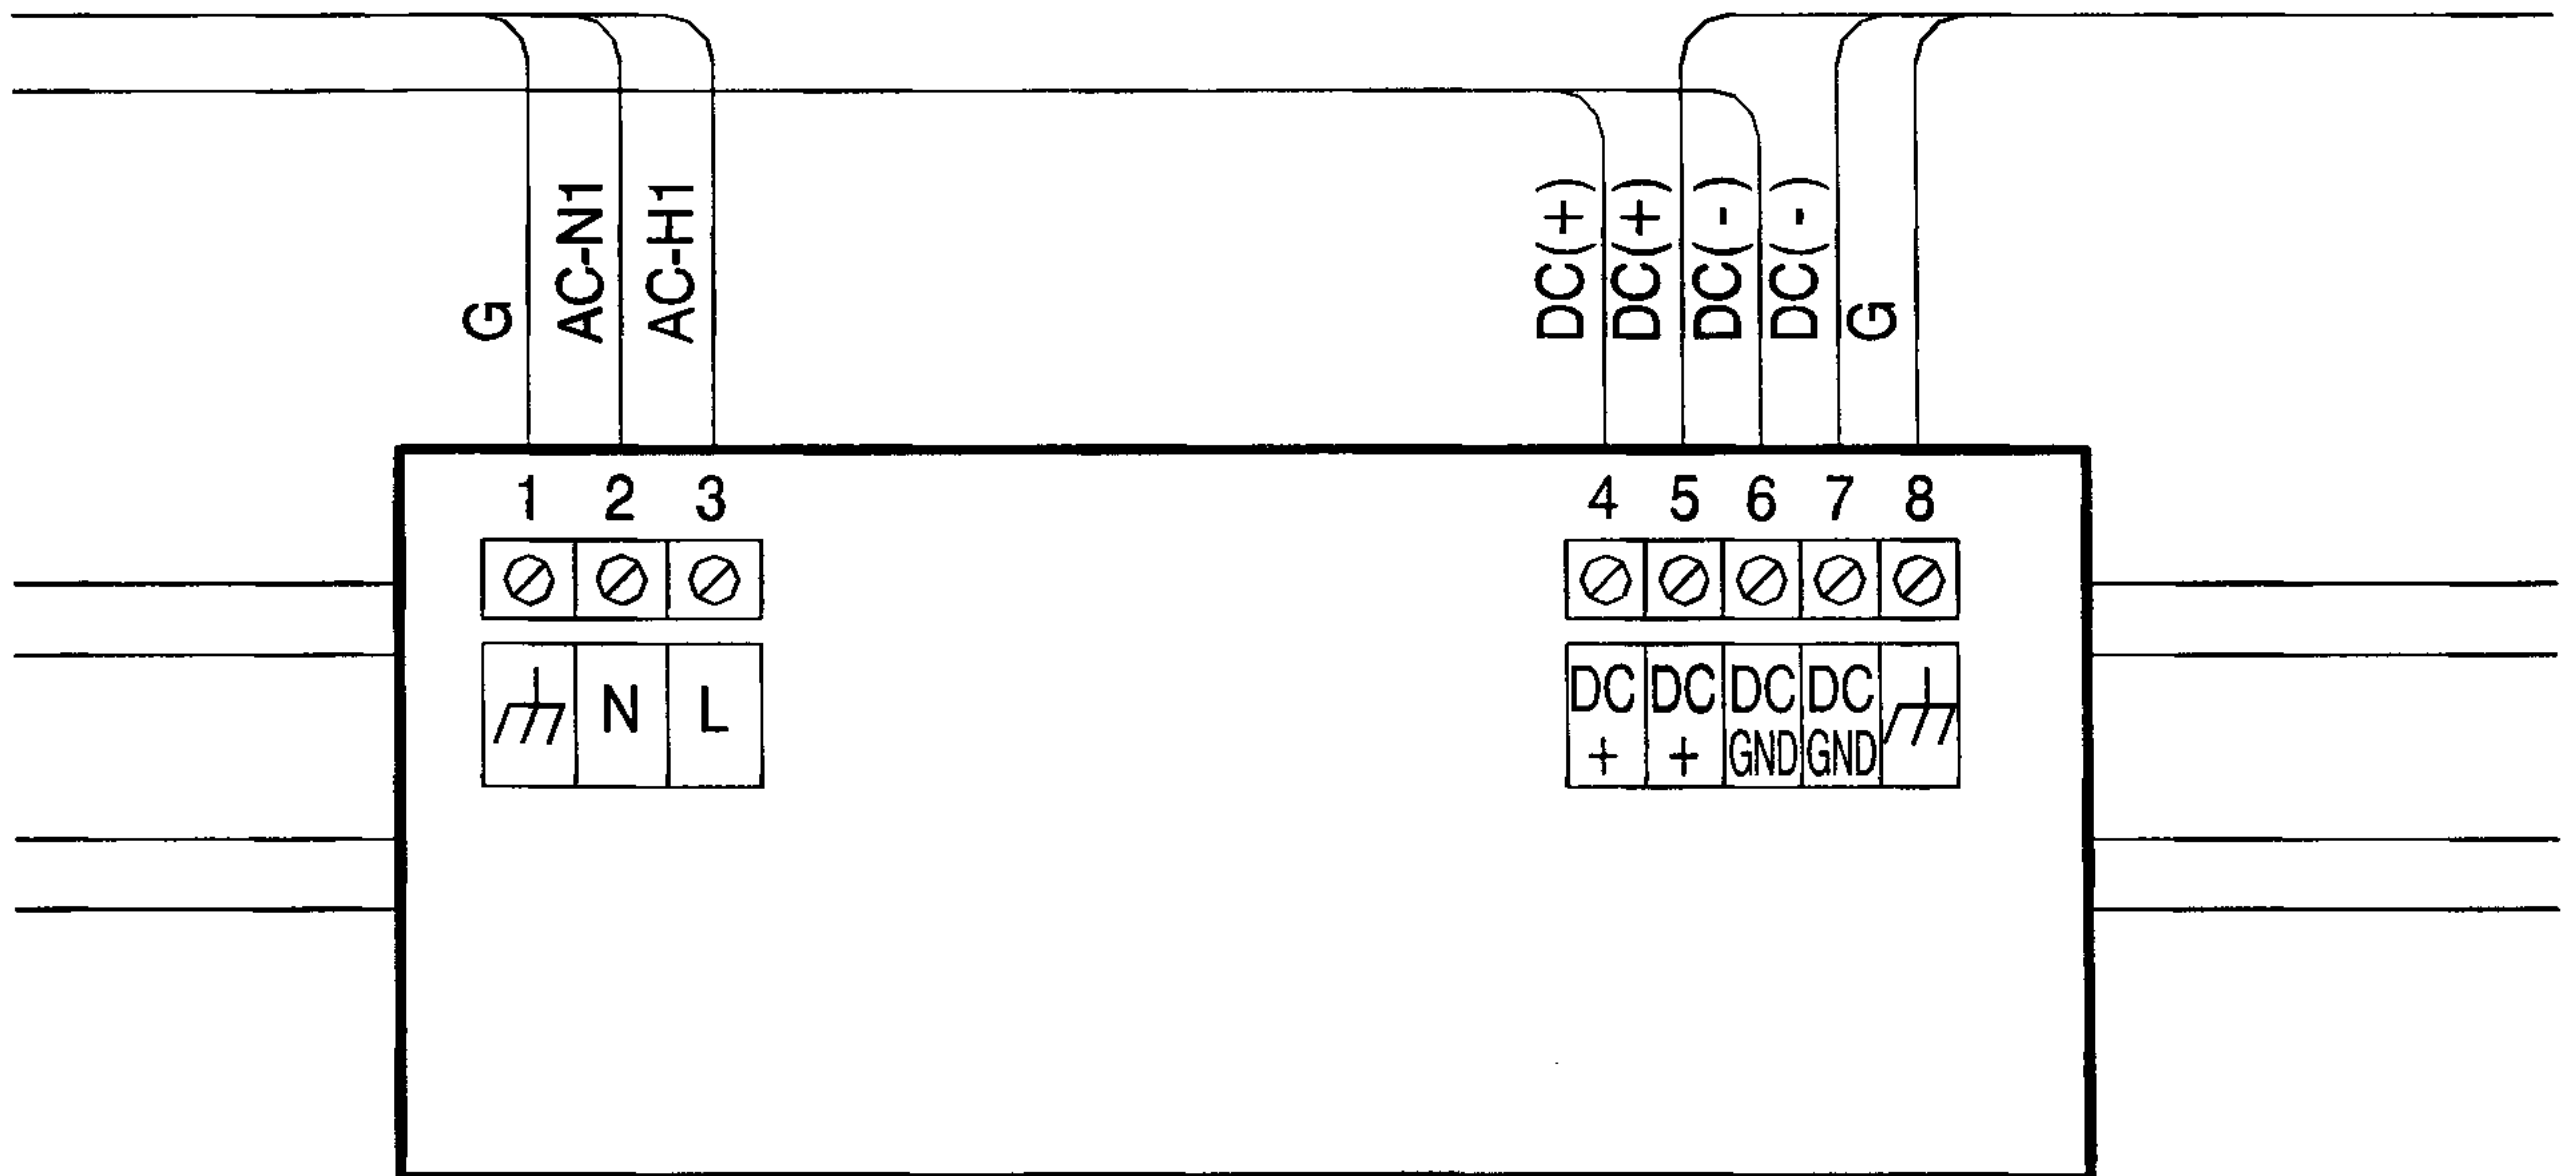 G AC-N1 AC-H1 DC(+) DC(+) DC(-) DC(-) G
1 2 3 4 5 6 7 8
N L DC + DC + DC GND DC GND